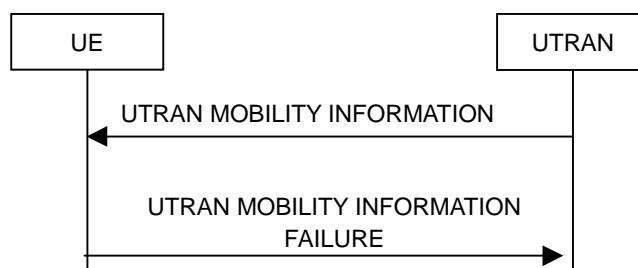 UE
UTRAN
UTRAN MOBILITY INFORMATION
UTRAN MOBILITY INFORMATION
FAILURE